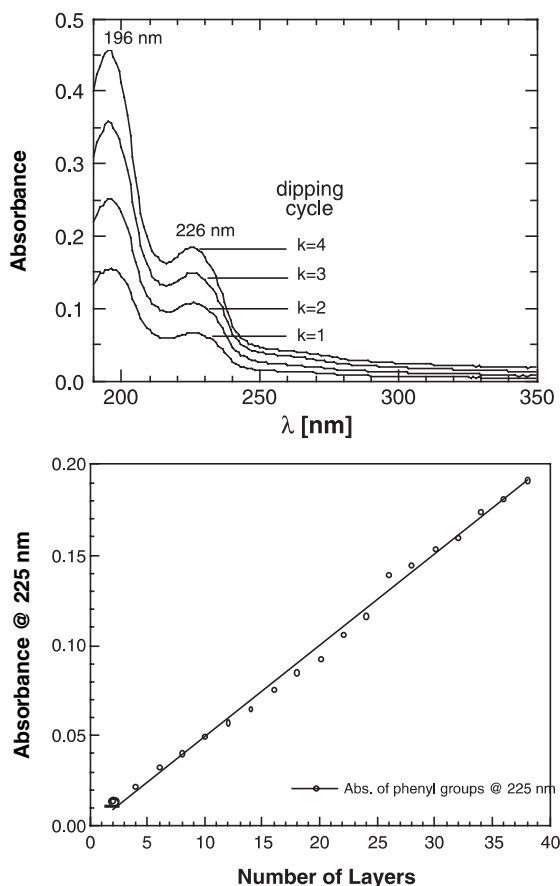 0.5
196 nm
0.4
0.3
dipping
cycle
226 nm
0.2
k=4
k=3
0.1
k=2
k=1
0.0
Absorbance
200 250 300 350
λ [nm]
0.20
0.15
0.10
0.05
0.00
Absorbance @ 225 nm
Abs. of phenyl groups @ 225 nm
0 5 10 15 20 25 30 35 40
Number of Layers